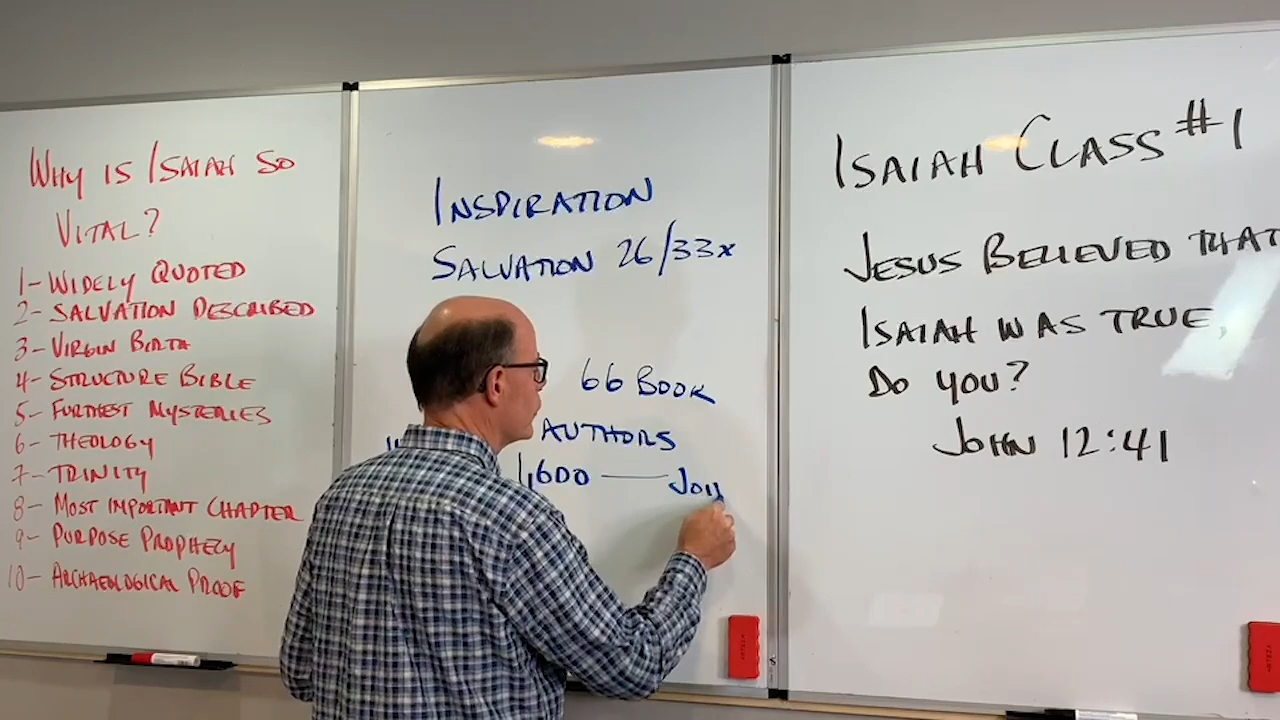 WHY IS ISAIAH SO
VITAL?
1- WIDELY QUOTED
2- SALVATION DESCRIBED
3- VIRGIN BIRTH
4- STRUCTURE BIBLE
5- FURTHEST MYSTERIES
6- THEOLOGY
7- TRINITY
8- MOST IMPORTANT CHAPTER
9- PURPOSE PROPHECY
10- ARCHAEOLOGICAL PROOF
INSPIRATION
SALVATION 26/33x
66 BOOK
AUTHORS
1,600 — JOH
ISAIAH CLASS #1
JESUS BELIEVED THAT
ISAIAH WAS TRUE,
DO YOU?
JOHN 12:41
ARTEZA
ARTEZA